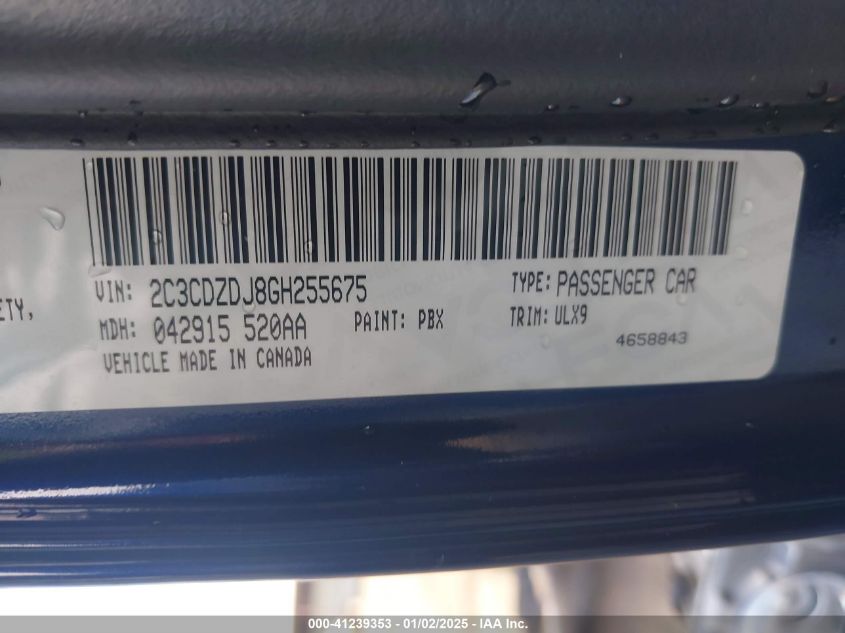 VIN: 2C3CDZDJ8GH255675 TYPE: PASSENGER CAR
ETY,
MDH: 042915 520AA PAINT: PBX TRIM: ULX9
VEHICLE MADE IN CANADA 4658843
000-41239353 - 01/02/2025 - IAA Inc.